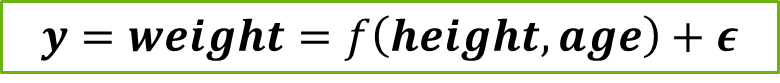 y = weight = f(height, age) + ϵ